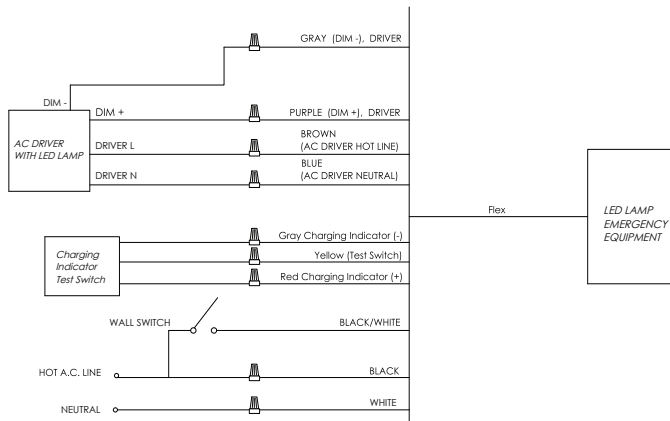 GRAY (DIM -), DRIVER
DIM -
DIM +
PURPLE (DIM +), DRIVER
AC DRIVER
WITH LED LAMP
DRIVER L
BROWN
(AC DRIVER HOT LINE)
DRIVER N
BLUE
(AC DRIVER NEUTRAL)
Flex
LED LAMP
EMERGENCY
EQUIPMENT
Charging
Indicator
Test Switch
Gray Charging Indicator (-)
Yellow (Test Switch)
Red Charging Indicator (+)
WALL SWITCH
BLACK/WHITE
HOT A.C. LINE
BLACK
NEUTRAL
WHITE